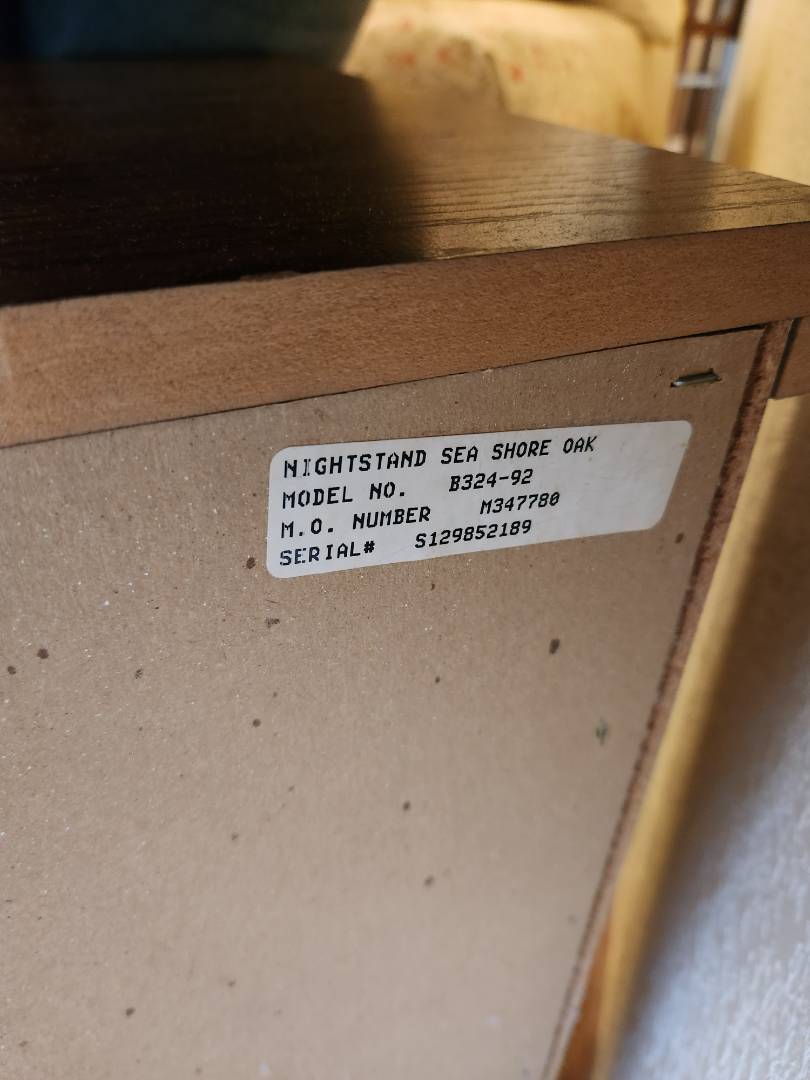 NIGHTSTAND SEA SHORE OAK
MODEL NO. B324-92
M.O. NUMBER M347780
SERIAL# S129852189